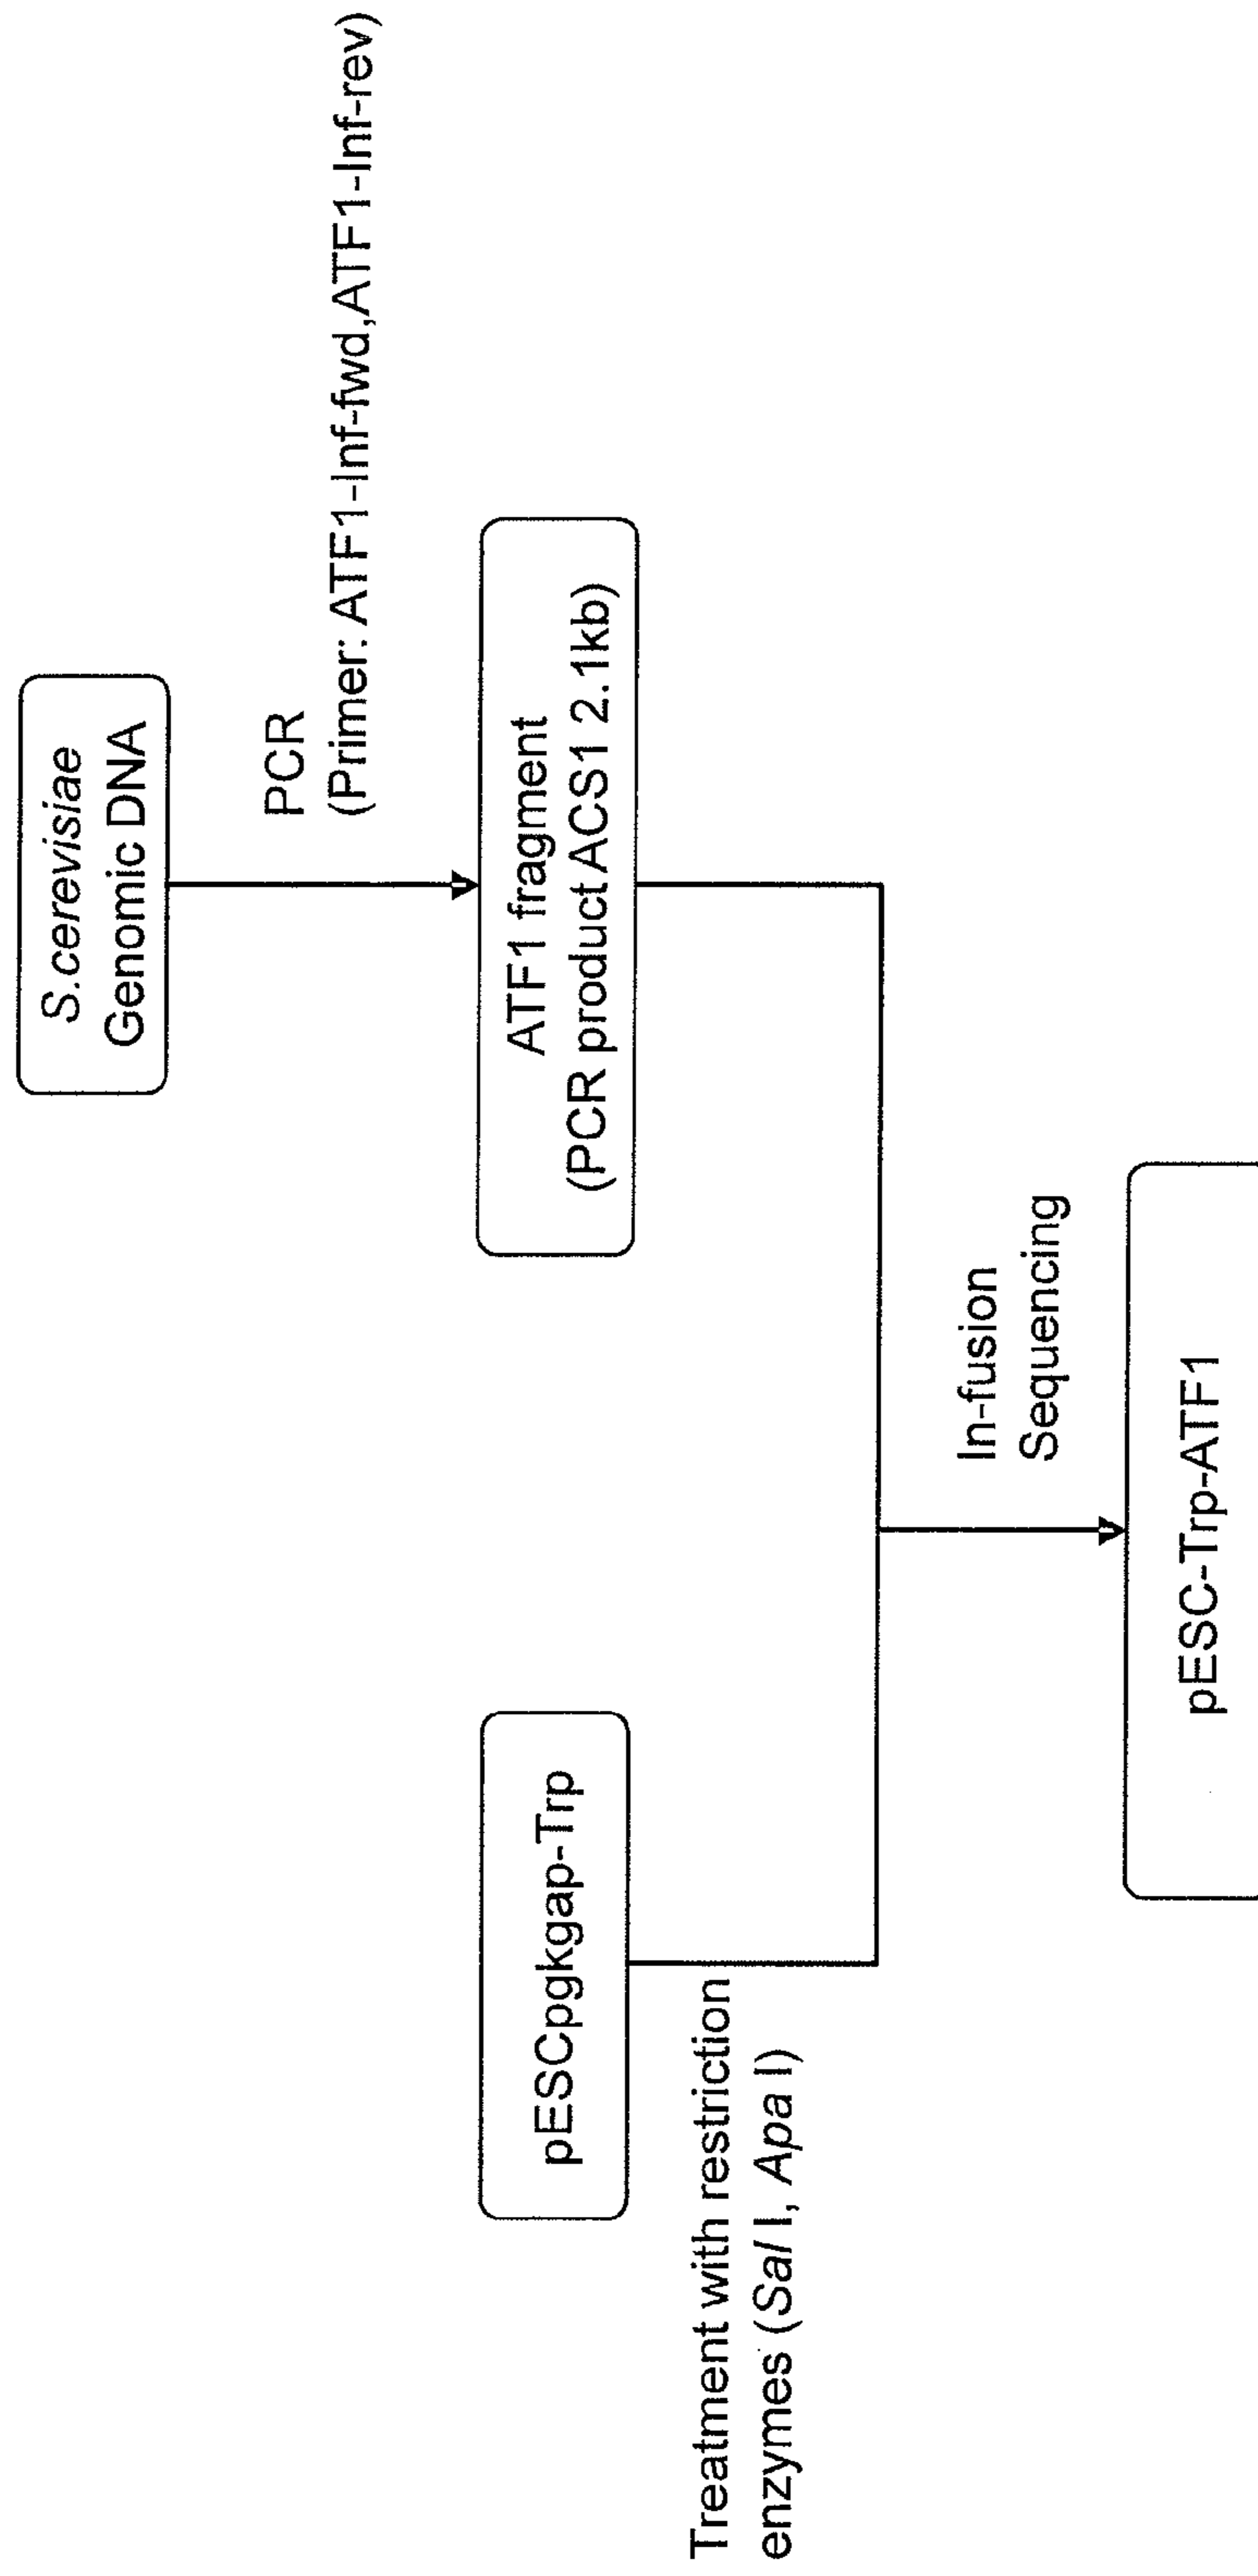 S.cerevisiae
Genomic DNA
PCR
(Primer: ATF1-Inf-fwd,ATF1-Inf-rev)
pESCpgkgap-Trp
ATF1 fragment
(PCR product ACS1 2.1kb)
Treatment with restriction
enzymes (Sal I, Apa I)
In-fusion
Sequencing
pESC-Trp-ATF1